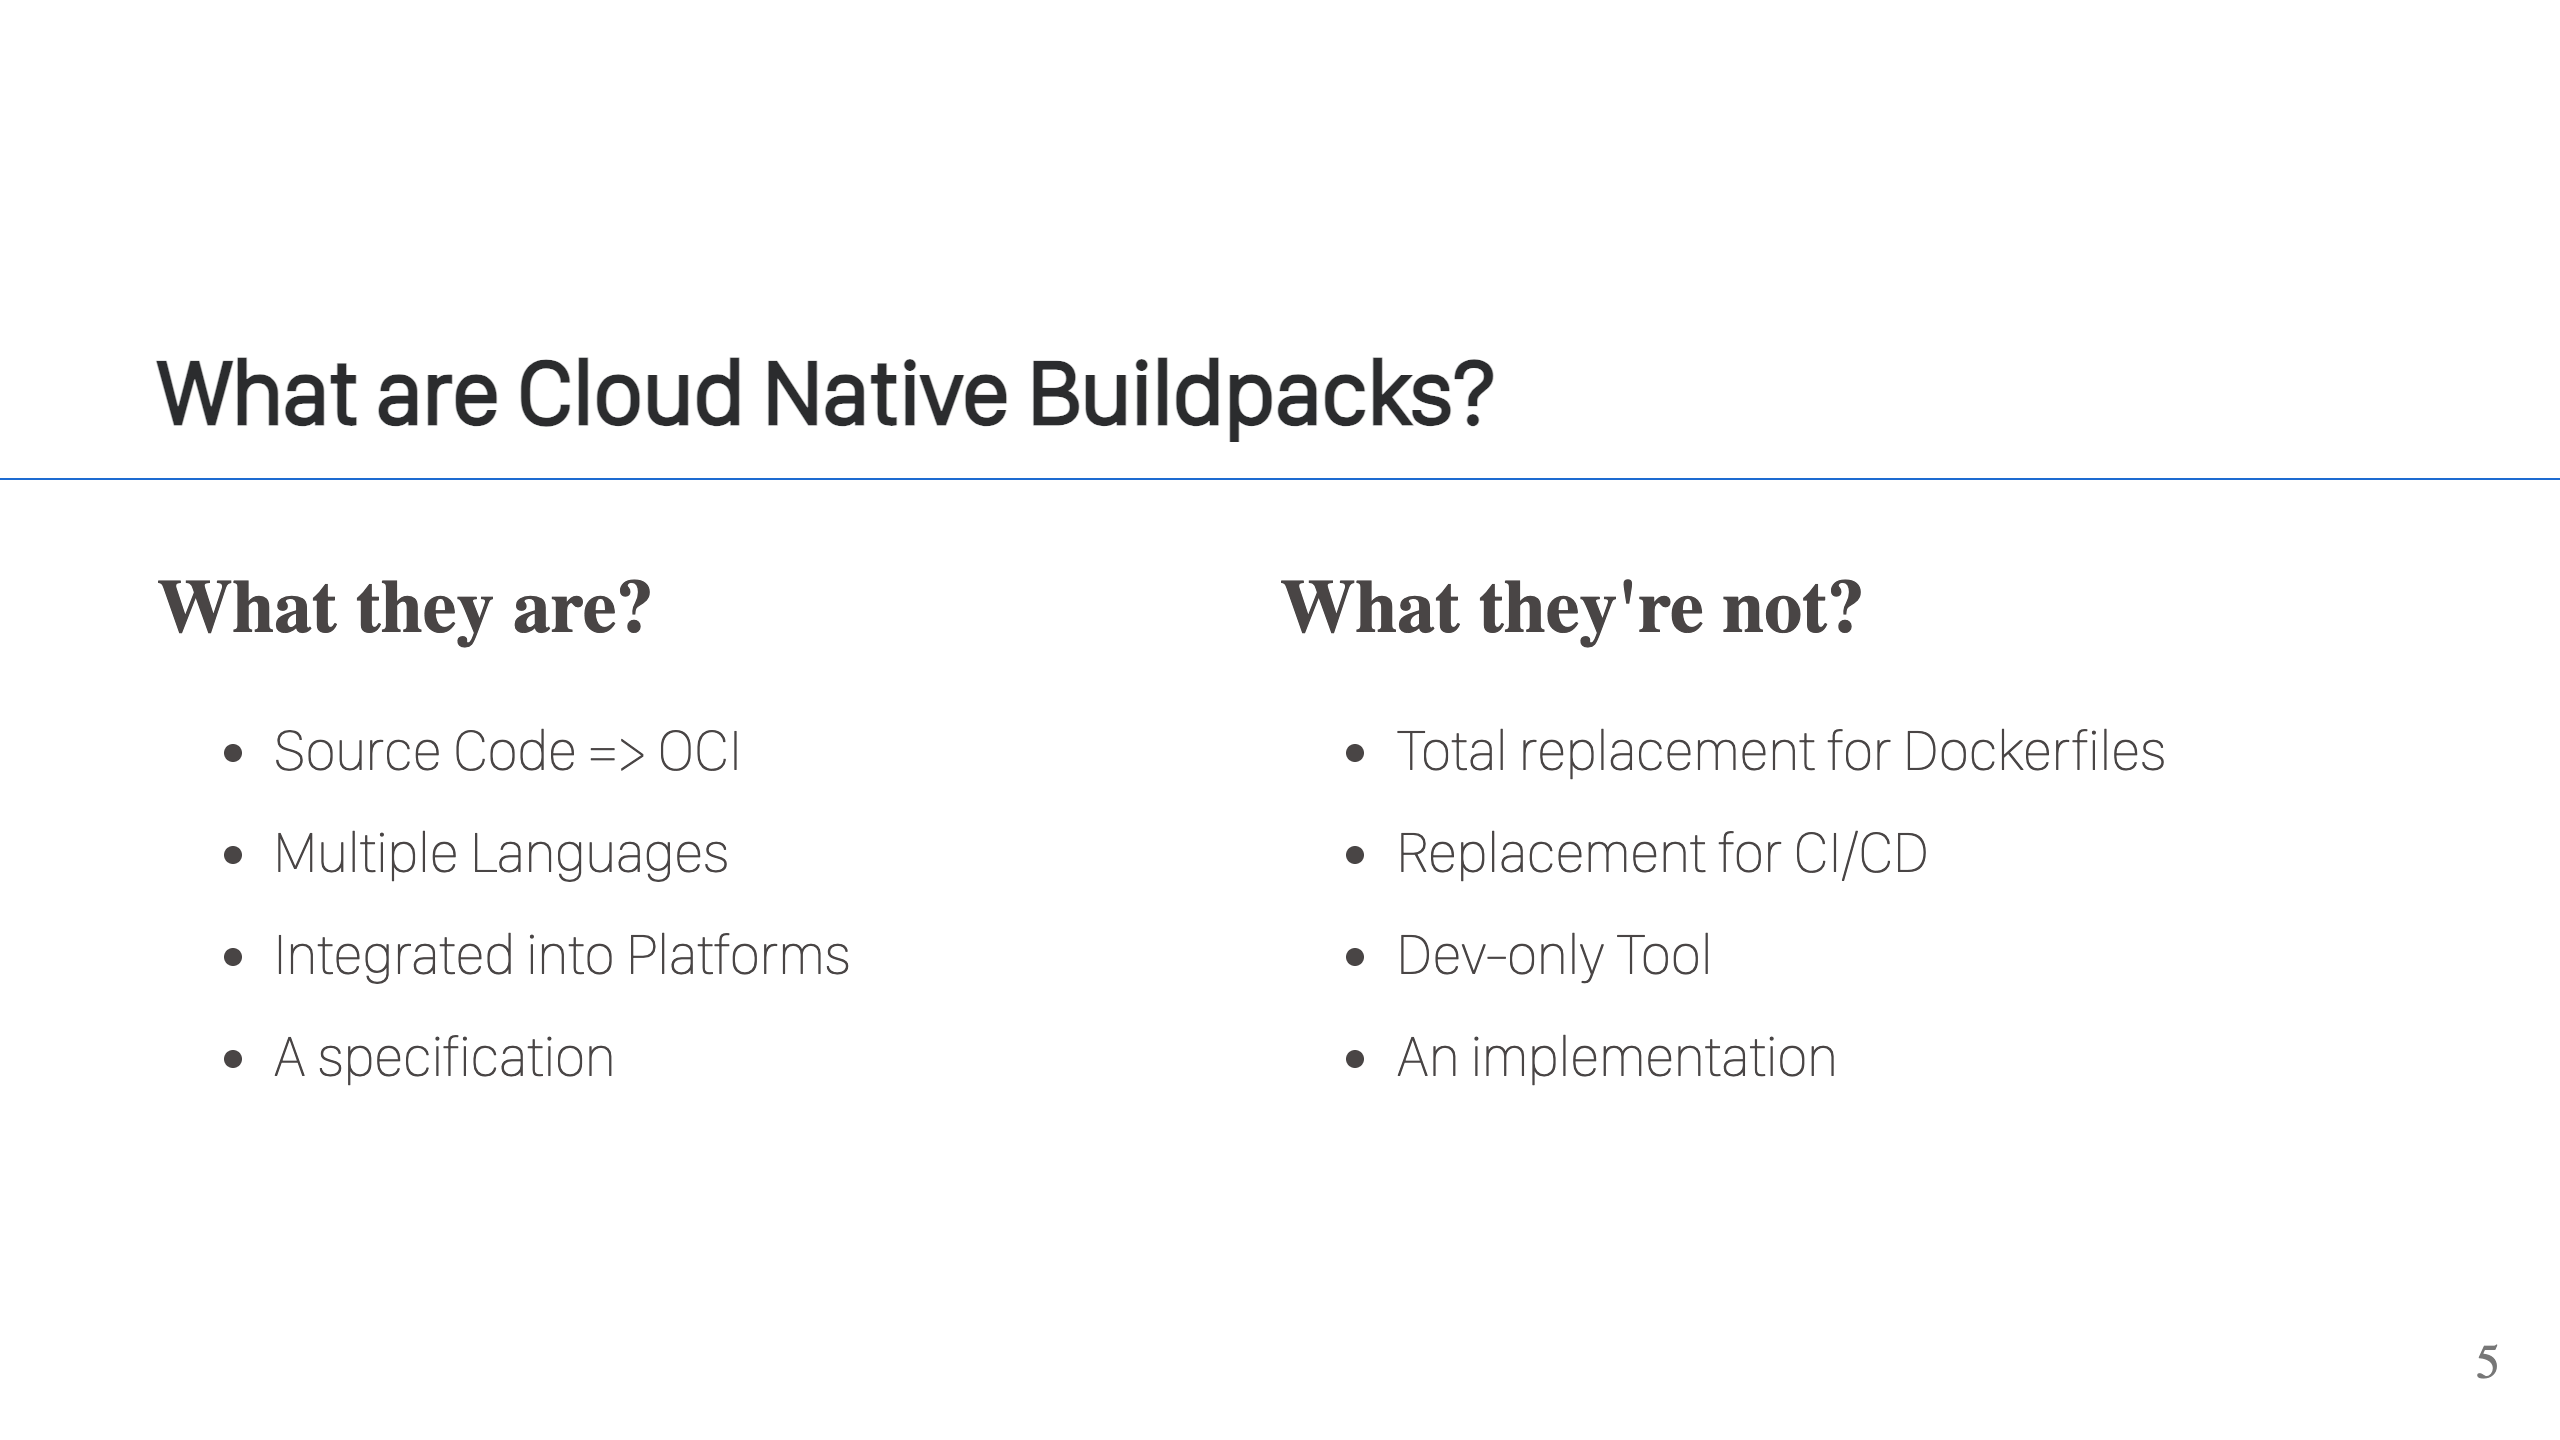 What are Cloud Native Buildpacks?
What they are?
• Source Code => OCI
• Multiple Languages
• Integrated into Platforms
• A specification
What they're not?
• Total replacement for Dockerfiles
• Replacement for CI/CD
• Dev-only Tool
• An implementation
5